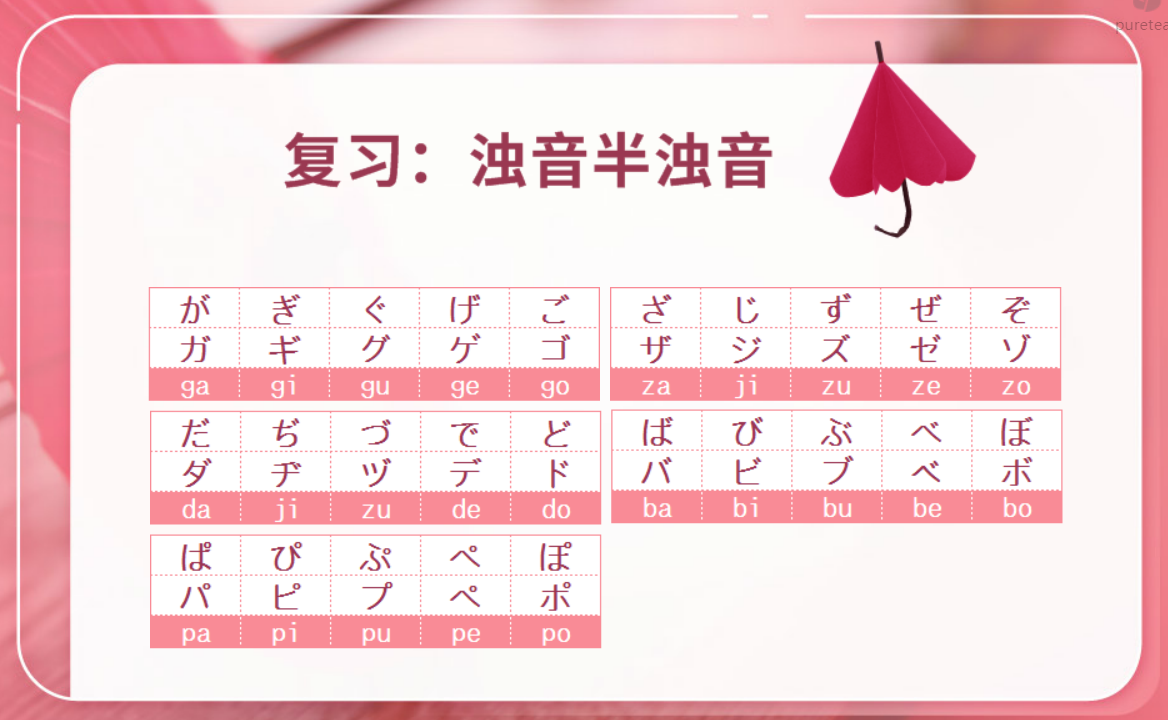 puretea
复习：浊音半浊音
が ぎ ぐ げ ご
ガ ギ グ ゲ ゴ
ga gi gu ge go
ざ じ ず ぜ ぞ
ザ ジ ズ ゼ ゾ
za ji zu ze zo
だ ぢ づ で ど
ダ ヂ ヅ デ ド
da ji zu de do
ば び ぶ べ ぼ
バ ビ ブ ベ ボ
ba bi bu be bo
ぱ ぴ ぷ ぺ ぽ
パ ピ プ ペ ポ
pa pi pu pe po